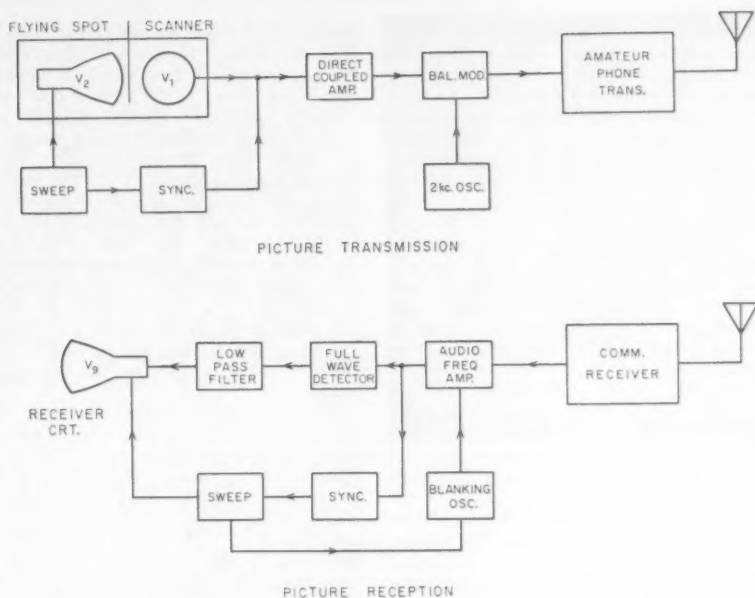 FLYING SPOT SCANNER
V2
V1
DIRECT
COUPLED
AMP.
BAL. MOD.
AMATEUR
PHONE
TRANS.
SWEEP
SYNC.
2 kc. OSC.
PICTURE TRANSMISSION
V9
RECEIVER
CRT.
LOW
PASS
FILTER
FULL
WAVE
DETECTOR
AUDIO
FREQ
AMP.
COMM.
RECEIVER
SWEEP
SYNC.
BLANKING
OSC.
PICTURE RECEPTION